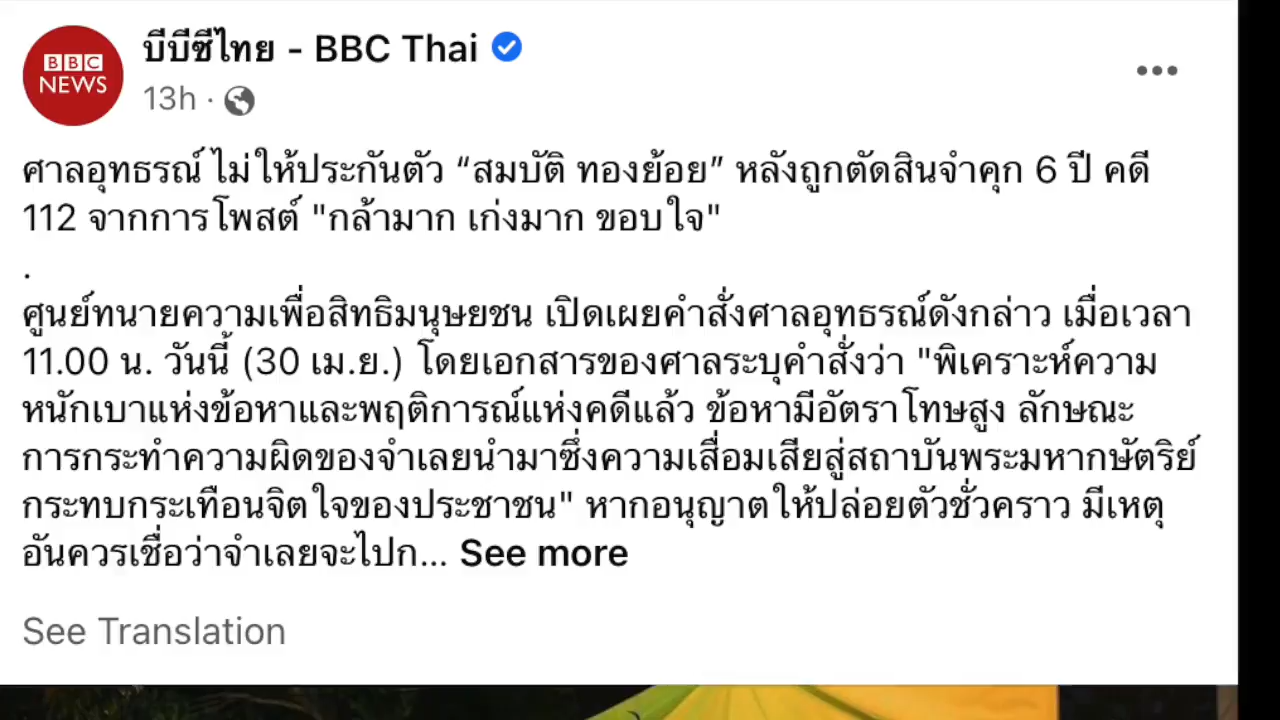 BBC
NEWS
บีบีซีไทย - BBC Thai
13h ·
ศาลอุทธรณ์ ไม่ให้ประกันตัว “สมบัติ ทองย้อย” หลังถูกตัดสินจำคุก 6 ปี คดี
112 จากการโพสต์ "กล้ามาก เก่งมาก ขอบใจ"
.
ศูนย์ทนายความเพื่อสิทธิมนุษยชน เปิดเผยคำสั่งศาลอุทธรณ์ดังกล่าว เมื่อเวลา
11.00 น. วันนี้ (30 เม.ย.) โดยเอกสารของศาลระบุคำสั่งว่า "พิเคราะห์ความ
หนักเบาแห่งข้อหาและพฤติการณ์แห่งคดีแล้ว ข้อหามีอัตราโทษสูง ลักษณะ
การกระทำความผิดของจำเลยนำมาซึ่งความเสื่อมเสียสู่สถาบันพระมหากษัตริย์
กระทบกระเทือนจิตใจของประชาชน" หากอนุญาตให้ปล่อยตัวชั่วคราว มีเหตุ
อันควรเชื่อว่าจำเลยจะไปก... See more
See Translation